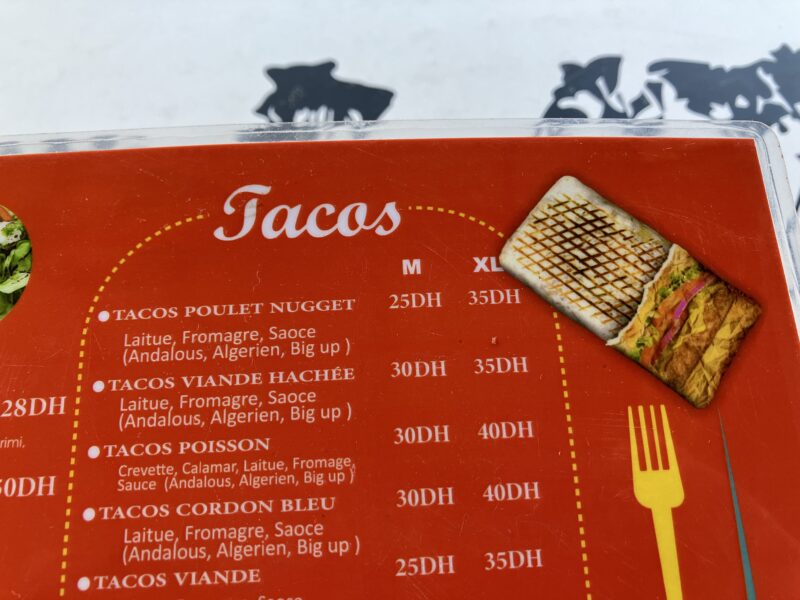 Tacos
M XL
TACOS POULET NUGGET 25DH 35DH
Laitue, Fromagre, Saoce
(Andalous, Algerien, Big up )
TACOS VIANDE HACHÉE 30DH 35DH
Laitue, Fromagre, Saoce
(Andalous, Algerien, Big up )
28DH
rimi,
TACOS POISSON 30DH 40DH
Crevette, Calamar, Laitue, Fromage,
Sauce (Andalous, Algerien, Big up )
TACOS CORDON BLEU 30DH 40DH
Laitue, Fromagre, Saoce
(Andalous, Algerien, Big up )
TACOS VIANDE 25DH 35DH